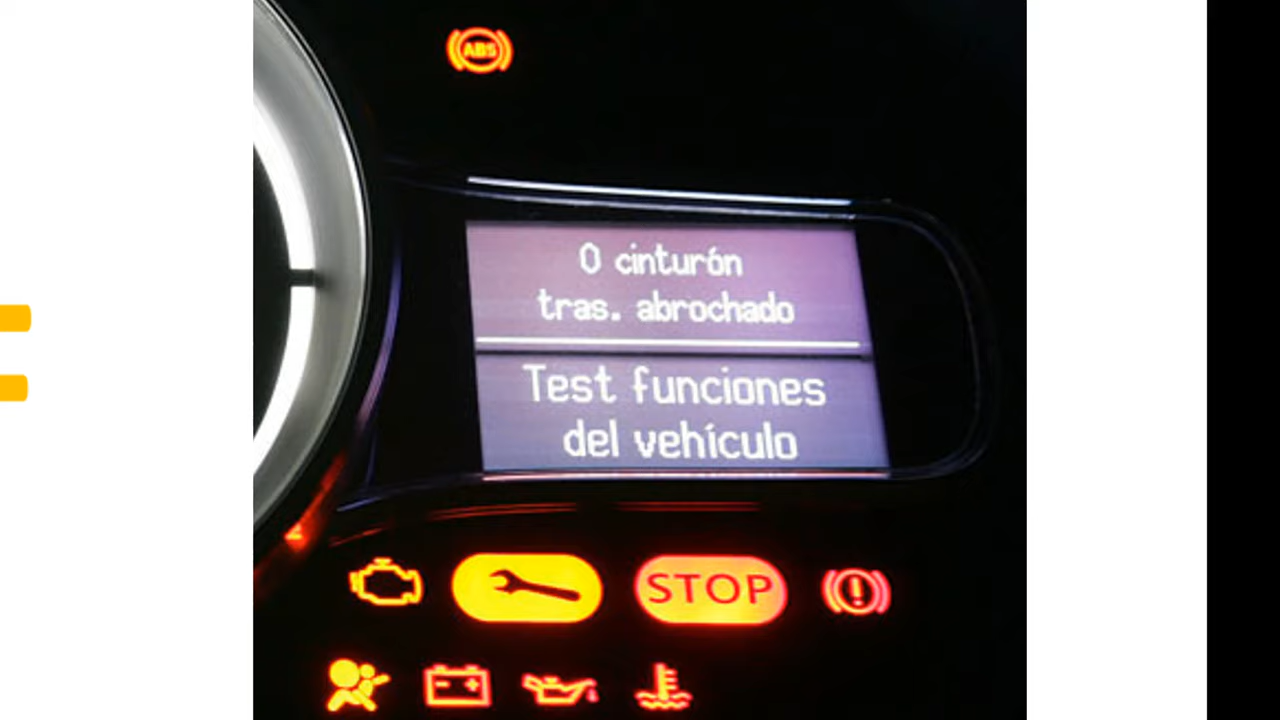 ABS
0 cinturón
tras. abrochado
Test funciones
del vehículo
STOP